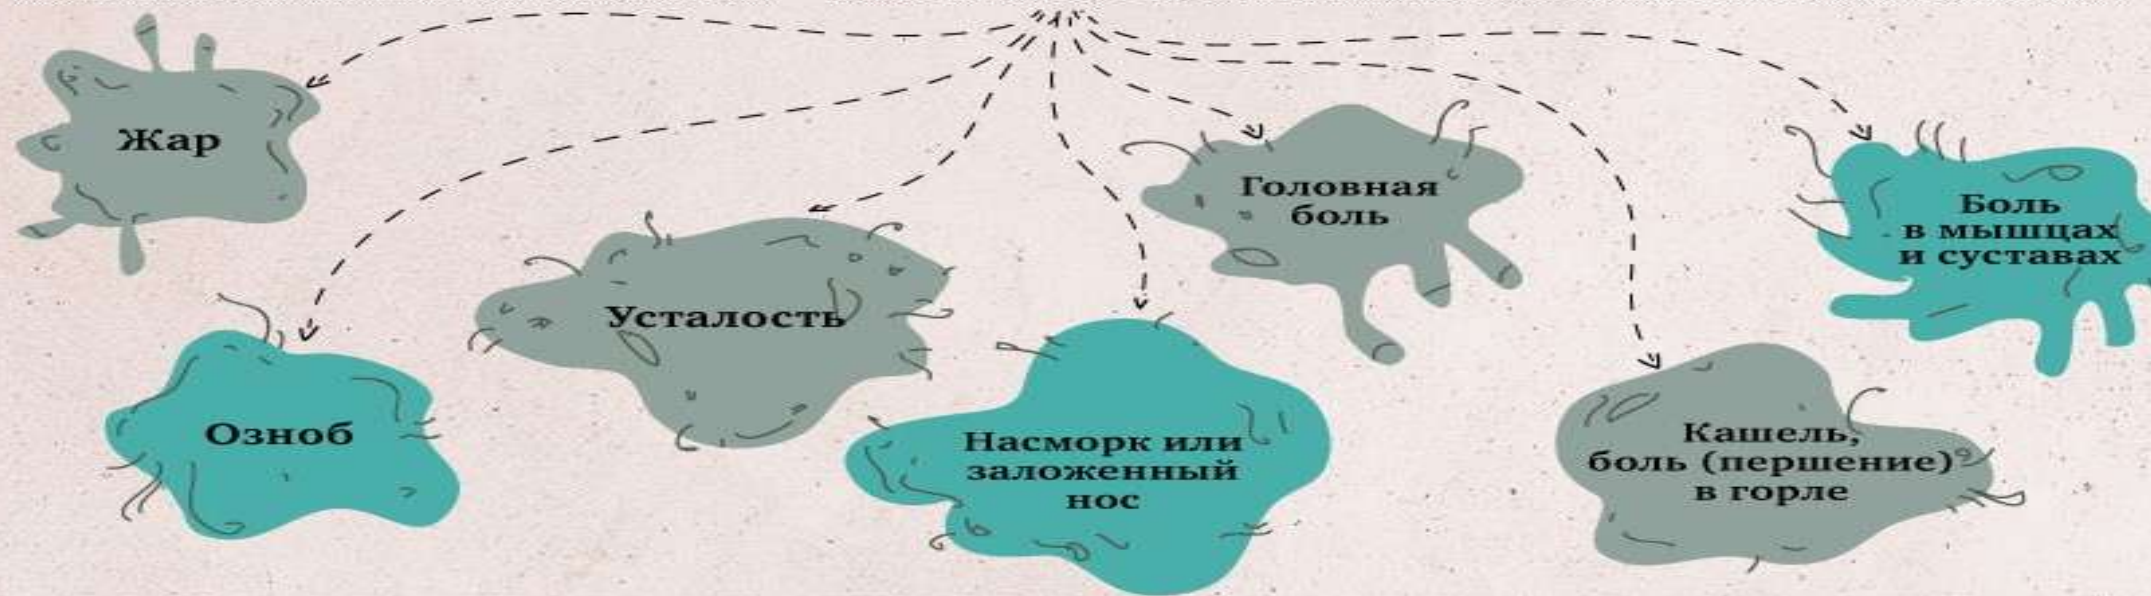 Жар
Головная
боль
Боль
в мышцах
и суставах
Усталость
Озноб
Насморк или
заложенный
нос
Кашель,
боль (першение)
в горле